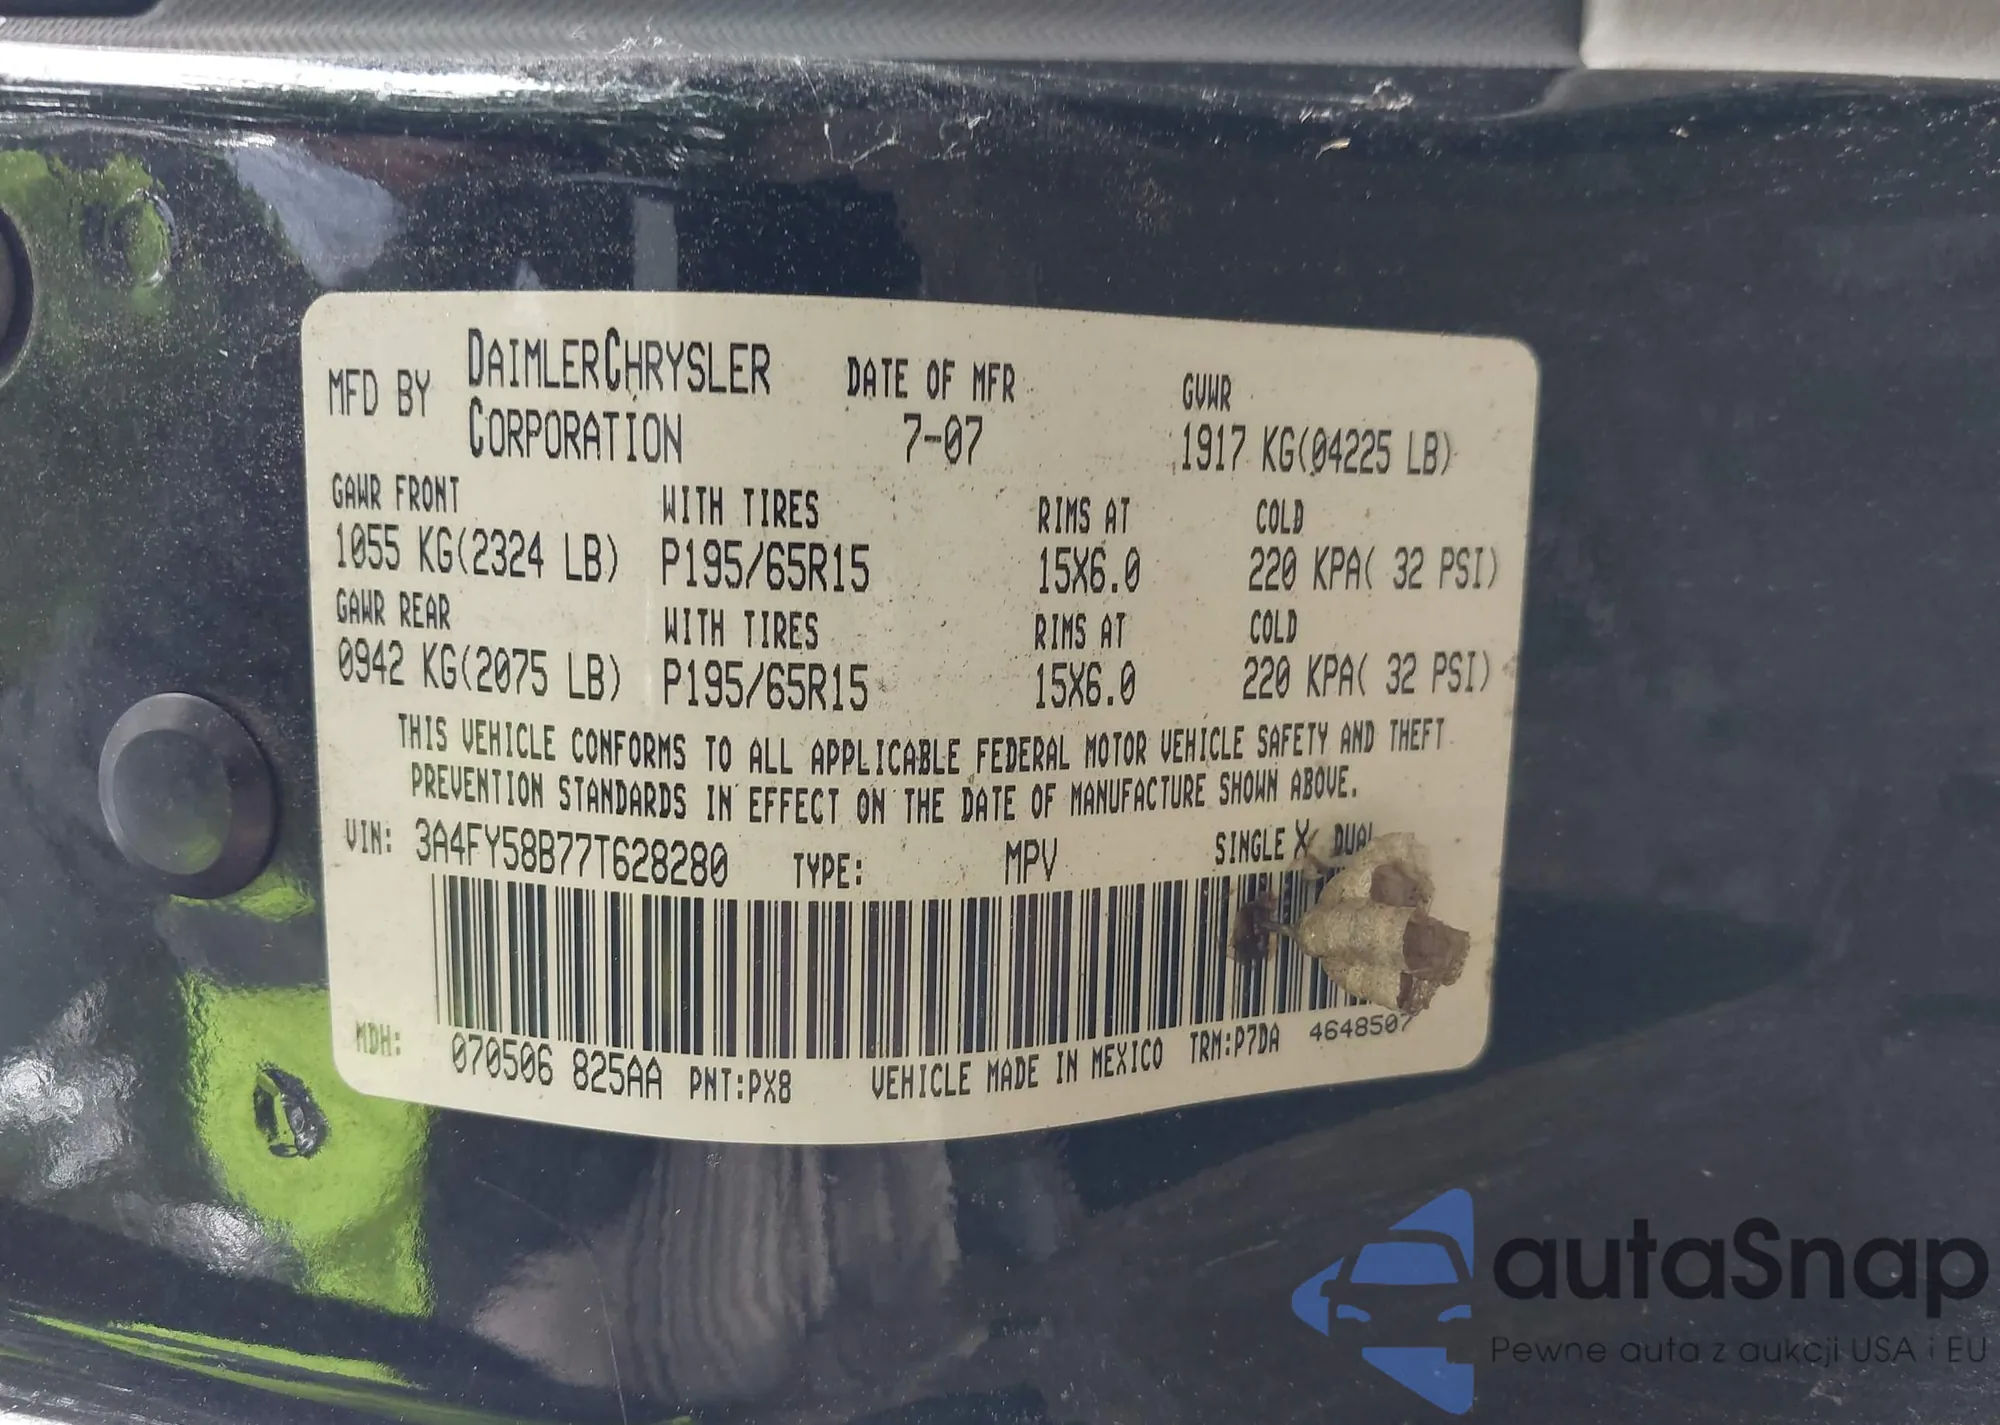 MFD BY DAIMLERCHRYSLER CORPORATION DATE OF MFR 7-07 GVWR 1917 KG(04225 LB)
GAWR FRONT WITH TIRES RIMS AT COLD
1055 KG(2324 LB) P195/65R15 15X6.0 220 KPA( 32 PSI)
GAWR REAR WITH TIRES RIMS AT COLD
0942 KG(2075 LB) P195/65R15 15X6.0 220 KPA( 32 PSI)
THIS VEHICLE CONFORMS TO ALL APPLICABLE FEDERAL MOTOR VEHICLE SAFETY AND THEFT
PREVENTION STANDARDS IN EFFECT ON THE DATE OF MANUFACTURE SHOWN ABOVE.
VIN: 3A4FY58B77T628280 TYPE: MPV SINGLE X DUAL
MDH: 070506 825AA PNT:PX8 VEHICLE MADE IN MEXICO TRM:P7DA 4648507
autaSnap
Pewne auta z aukcji USA i EU